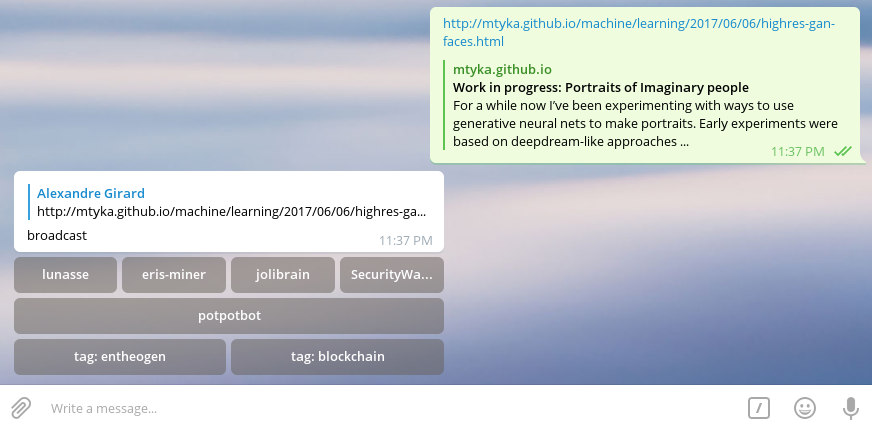 http://mtyka.github.io/machine/learning/2017/06/06/highres-gan-
faces.html
mtyka.github.io
Work in progress: Portraits of Imaginary people
For a while now I've been experimenting with ways to use
generative neural nets to make portraits. Early experiments were
based on deepdream-like approaches ...
11:37 PM
Alexandre Girard
http://mtyka.github.io/machine/learning/2017/06/06/highres-ga...
broadcast
11:37 PM
lunasse eris-miner jolibrain SecurityWa...
potpotbot
tag: entheogen tag: blockchain
Write a message...
/